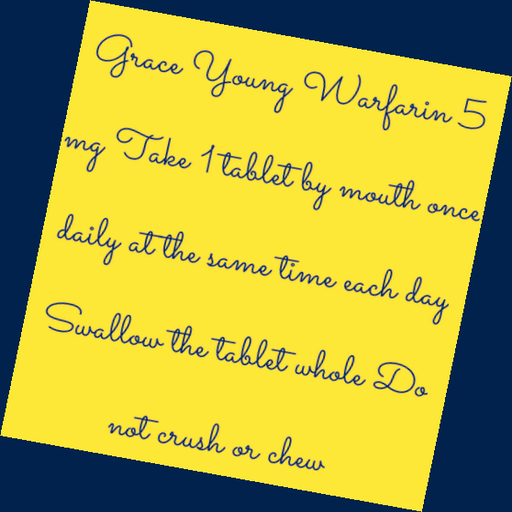 Grace Young Warfarin 5
mg Take 1 tablet by mouth once
daily at the same time each day
Swallow the tablet whole Do
not crush or chew